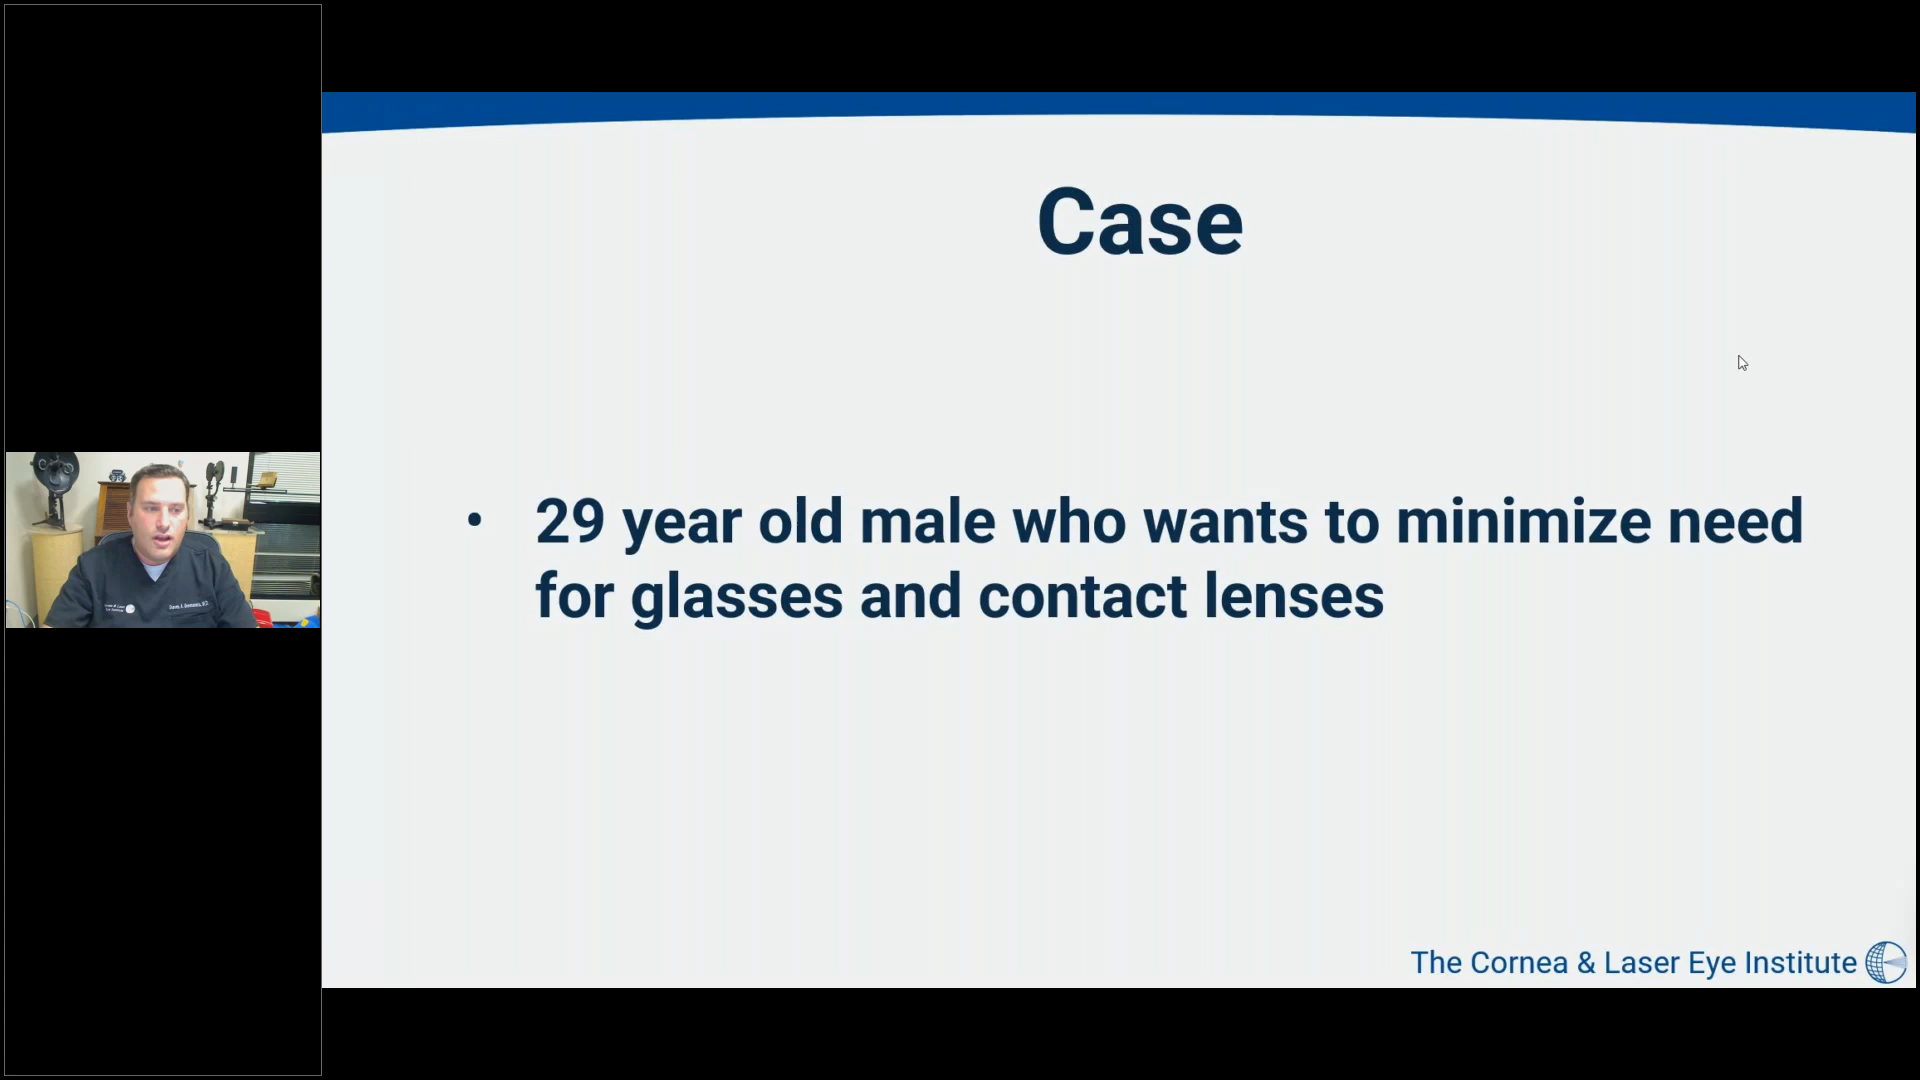 Case
• 29 year old male who wants to minimize need
for glasses and contact lenses
The Cornea & Laser Eye Institute